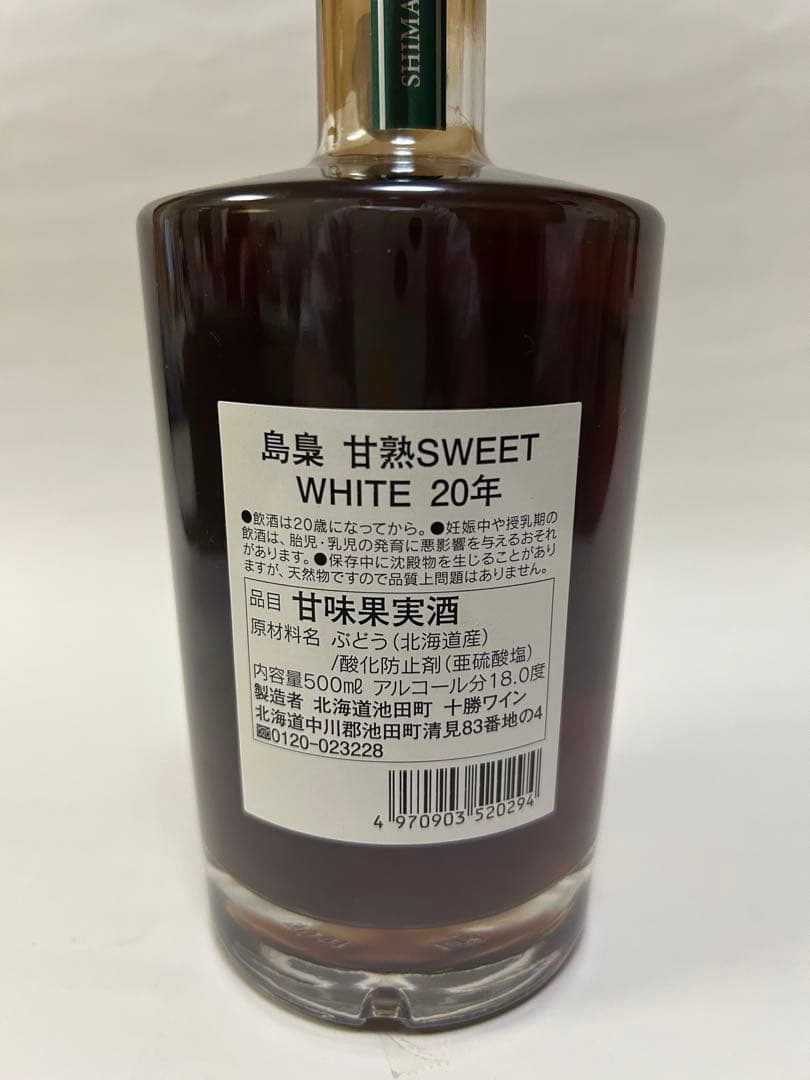 SHIMA
島梟 甘熟SWEET
WHITE 20年
●飲酒は20歳になってから。●妊娠中や授乳期の
飲酒は、胎児・乳児の発育に悪影響を与えるおそれ
があります。●保存中に沈殿物を生じることがあり
ますが、天然物ですので品質上問題はありません。
品目 甘味果実酒
原材料名 ぶどう(北海道産)
/酸化防止剤(亜硫酸塩)
内容量500㎖ アルコール分18.0度
製造者 北海道池田町 十勝ワイン
北海道中川郡池田町清見83番地の4
0120-023228
4 970903 520294